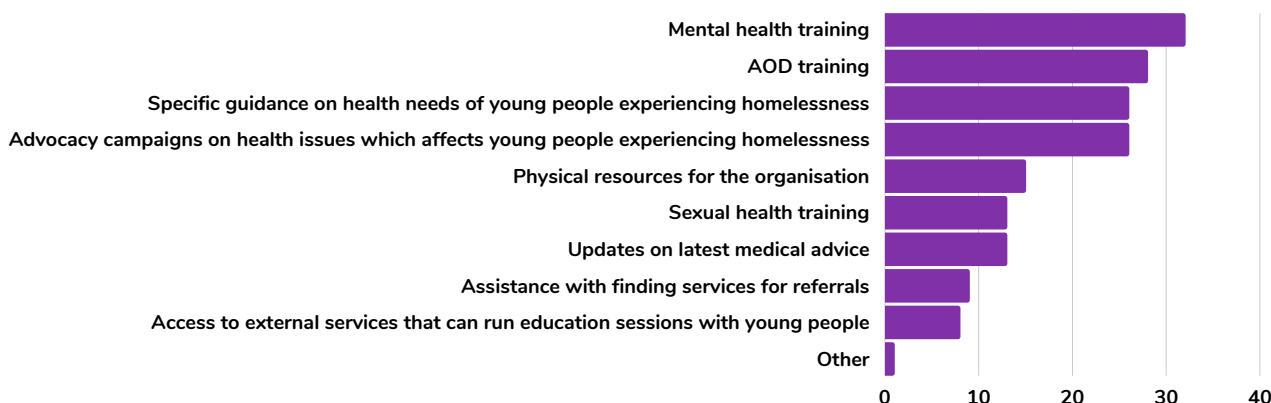 Mental health training
AOD training
Specific guidance on health needs of young people experiencing homelessness
Advocacy campaigns on health issues which affects young people experiencing homelessness
Physical resources for the organisation
Sexual health training
Updates on latest medical advice
Assistance with finding services for referrals
Access to external services that can run education sessions with young people
Other
0 10 20 30 40